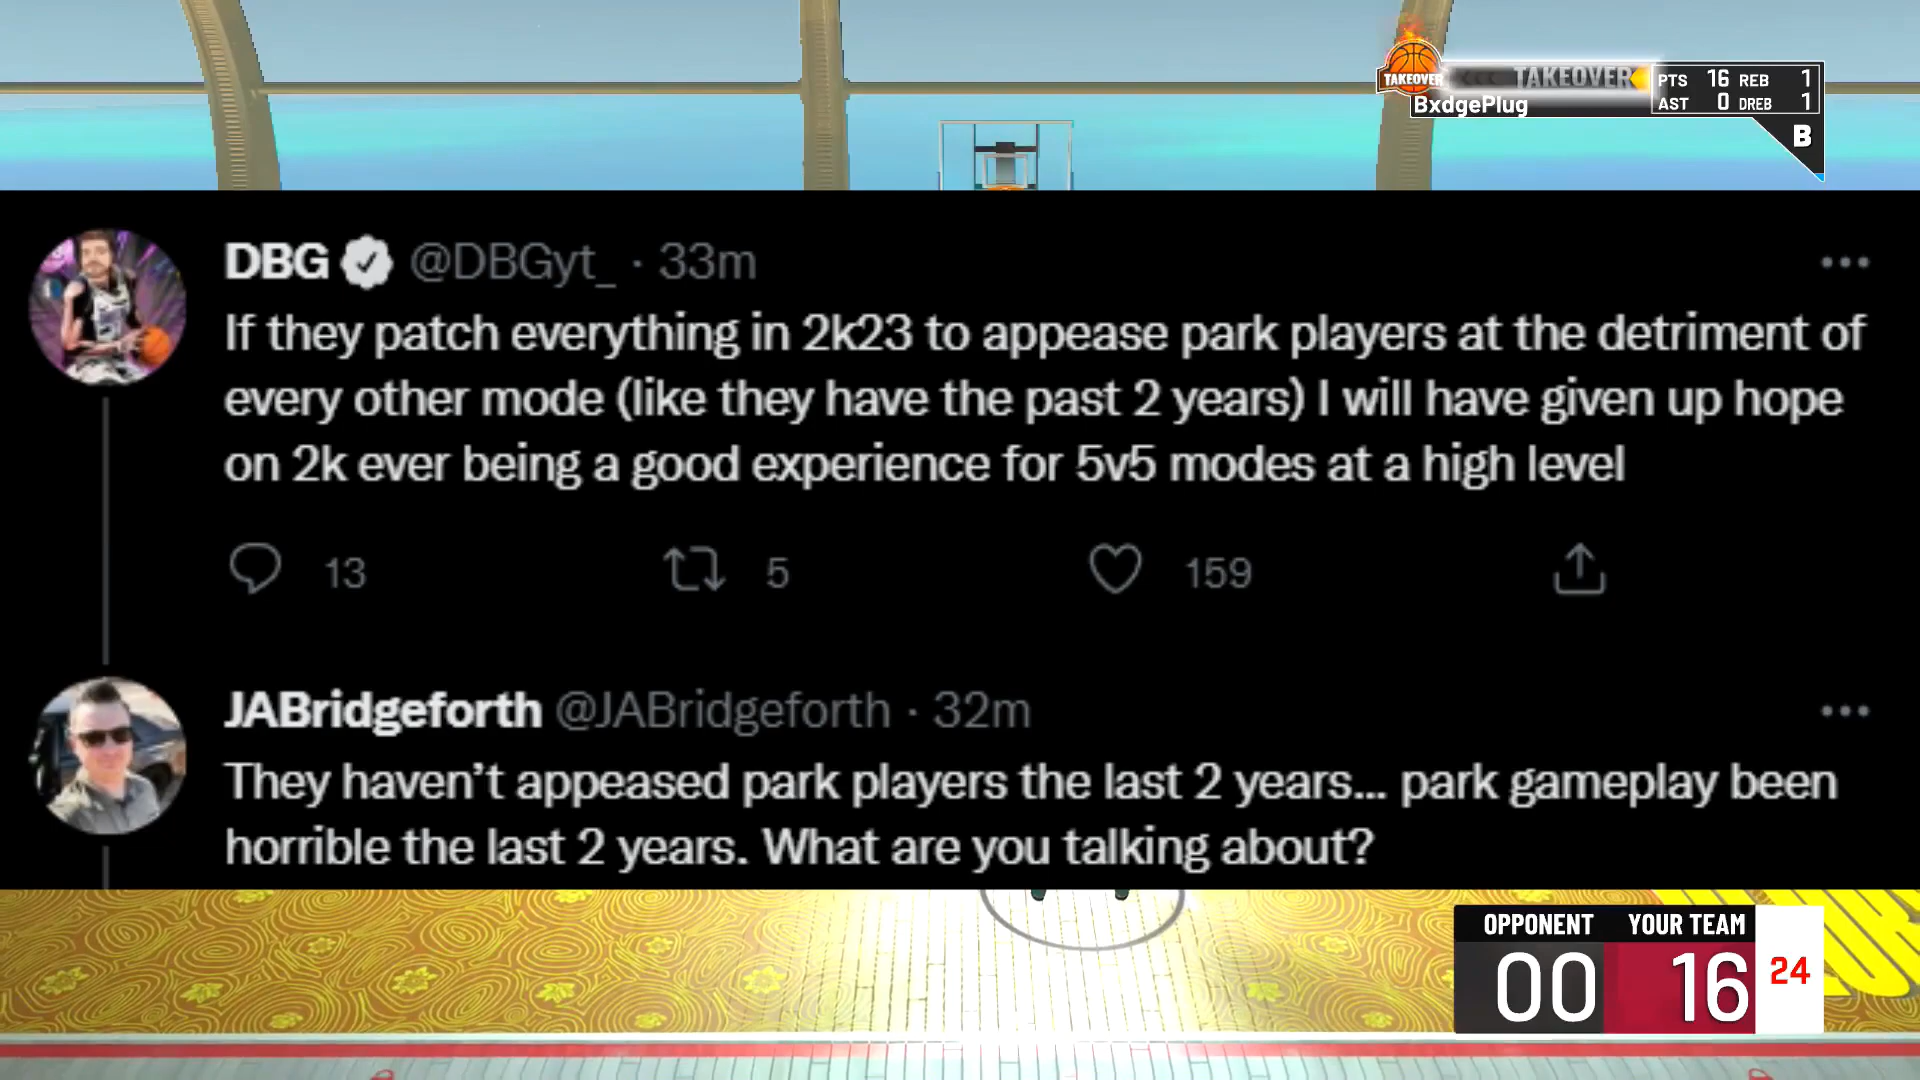 TAKEOVER
TAKEOVER
PTS 16 REB 1
BxdgePlug
AST 0 DREB 1
B
DBG @DBGyt_ · 33m
If they patch everything in 2k23 to appease park players at the detriment of
every other mode (like they have the past 2 years) I will have given up hope
on 2k ever being a good experience for 5v5 modes at a high level
13 5 159
JABridgeforth @JABridgeforth · 32m
They haven’t appeased park players the last 2 years... park gameplay been
horrible the last 2 years. What are you talking about?
OPPONENT YOUR TEAM
00 16 24